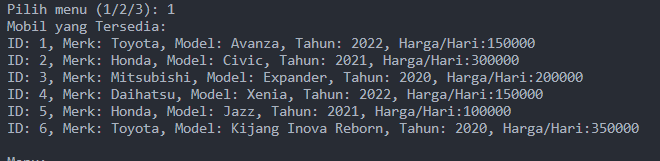 Pilih menu (1/2/3): 1
Mobil yang Tersedia:
ID: 1, Merk: Toyota, Model: Avanza, Tahun: 2022, Harga/Hari:150000
ID: 2, Merk: Honda, Model: Civic, Tahun: 2021, Harga/Hari:300000
ID: 3, Merk: Mitsubishi, Model: Expander, Tahun: 2020, Harga/Hari:200000
ID: 4, Merk: Daihatsu, Model: Xenia, Tahun: 2022, Harga/Hari:150000
ID: 5, Merk: Honda, Model: Jazz, Tahun: 2021, Harga/Hari:100000
ID: 6, Merk: Toyota, Model: Kijang Inova Reborn, Tahun: 2020, Harga/Hari:350000